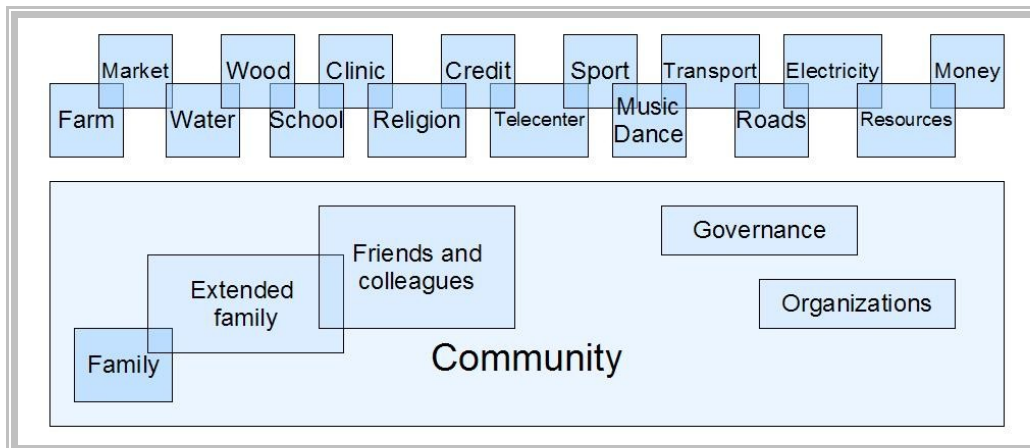 Market
Wood
Clinic
Credit
Sport
Transport
Electricity
Money
Farm
Water
School
Religion
Telecenter
Music
Dance
Roads
Resources
Friends and
colleagues
Governance
Extended
family
Organizations
Family
Community